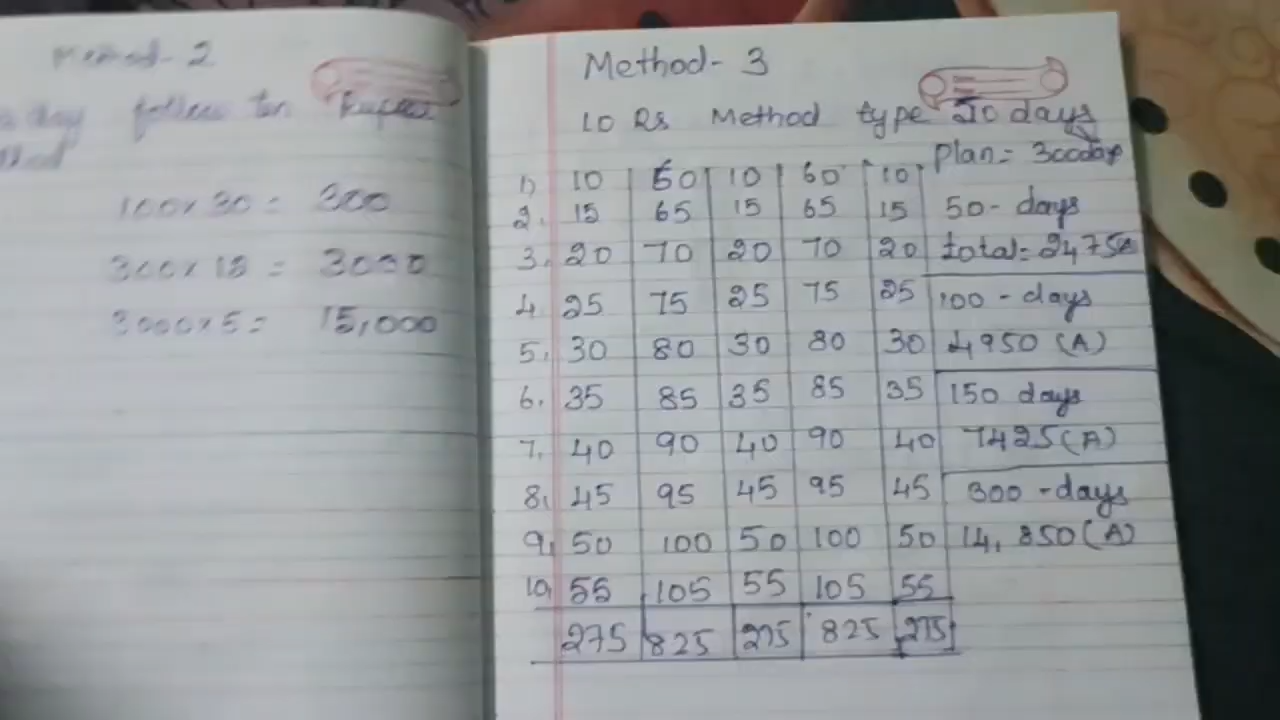 Method - 2
day follow ten Rupees
100 x 30 = 300
300 x 10 = 3000
3000 x 5 = 15,000
Method - 3
10 Rs Method type 50 days
Plan = 300days
1) 10 60 10 60 10
2. 15 65 15 65 15 50 - days
3. 20 70 20 70 20 total = 2475
4. 25 75 25 75 25 100 - days
5. 30 80 30 80 30 4950 (A)
6. 35 85 35 85 35 150 days
7. 40 90 40 90 40 7425 (A)
8. 45 95 45 95 45 300 - days
9. 50 100 50 100 50 14,850 (A)
10. 55 105 55 105 55
275 825 275 825 275